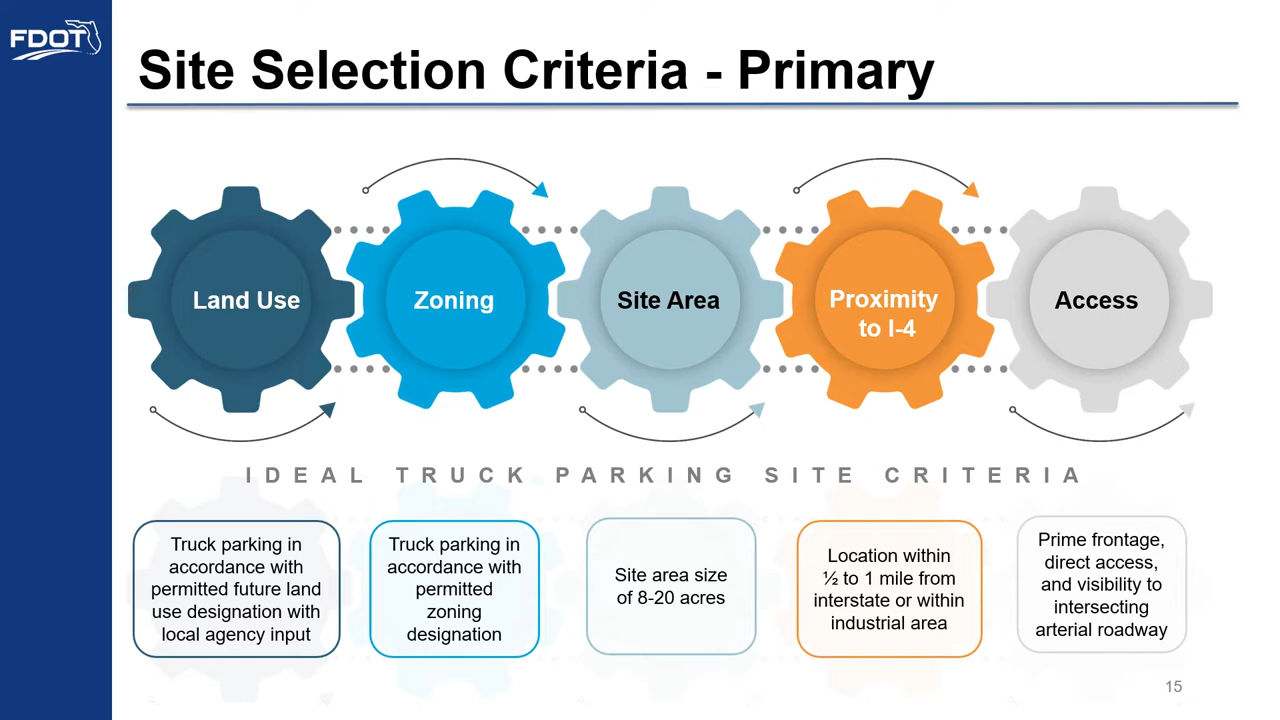 FDOT
Site Selection Criteria - Primary
Land Use
Zoning
Site Area
Proximity
to I-4
Access
IDEAL TRUCK PARKING SITE CRITERIA
Truck parking in
accordance with
permitted future land
use designation with
local agency input
Truck parking in
accordance with
permitted
zoning
designation
Site area size
of 8-20 acres
Location within
½ to 1 mile from
interstate or within
industrial area
Prime frontage,
direct access,
and visibility to
intersecting
arterial roadway
15